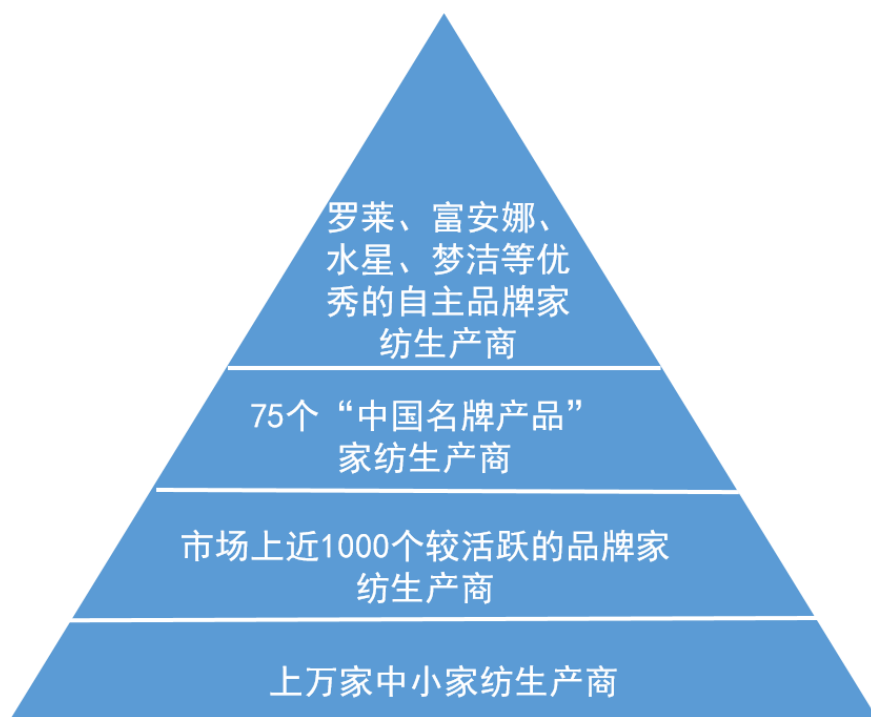 罗莱、富安娜、
水星、梦洁等优
秀的自主品牌家
纺生产商
75个“中国名牌产品”
家纺生产商
市场上近1000个较活跃的品牌家
纺生产商
上万家中小家纺生产商